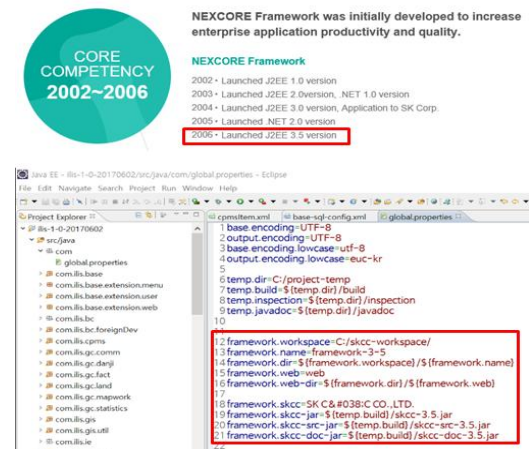 CORE
COMPETENCY
2002~2006
NEXCORE Framework was initially developed to increase
enterprise application productivity and quality.
NEXCORE Framework
2002 • Launched J2EE 1.0 version
2003 • Launched J2EE 2.0version, .NET 1.0 version
2004 • Launched J2EE 3.0 version, Application to SK Corp.
2005 • Launched .NET 2.0 version
2006 • Launched J2EE 3.5 version
Java EE - ilis-1-0-20170602/src/java/com/global.properties - Eclipse
File Edit Navigate Search Project Run Window Help
Project Explorer
cpmsItem.xml base-sql-config.xml global.properties
ilis-1-0-20170602
src/java
com
global.properties
com.ilis.base
com.ilis.base.extension.menu
com.ilis.base.extension.user
com.ilis.base.extension.web
com.ilis.bc
com.ilis.bc.foreignDev
com.ilis.cpms
com.ilis.gc.comm
com.ilis.gc.danji
com.ilis.gc.fact
com.ilis.gc.land
com.ilis.gc.mapwork
com.ilis.gc.statistics
com.ilis.gis
com.ilis.gis.util
com.ilis.ie
1 base.encoding=UTF-8
2 output.encoding=UTF-8
3 base.encoding.lowcase=utf-8
4 output.encoding.lowcase=euc-kr
5
6 temp.dir=C:/project-temp
7 temp.build=${temp.dir}/build
8 temp.inspection=${temp.dir}/inspection
9 temp.javadoc=${temp.dir}/javadoc
10
12 framework.workspace=C:/skcc-workspace/
13 framework.name=framework-3-5
14 framework.dir=${framework.workspace}/${framework.name}
15 framework.web=web
16 framework.web-dir=${framework.dir}/${framework.web}
17
18 framework.skcc=SK C&#038:C CO.,LTD.
19 framework.skcc-jar=${temp.build}/skcc-3.5.jar
20 framework.skcc-src-jar=${temp.build}/skcc-src-3.5.jar
21 framework.skcc-doc-jar=${temp.build}/skcc-doc-3.5.jar
22